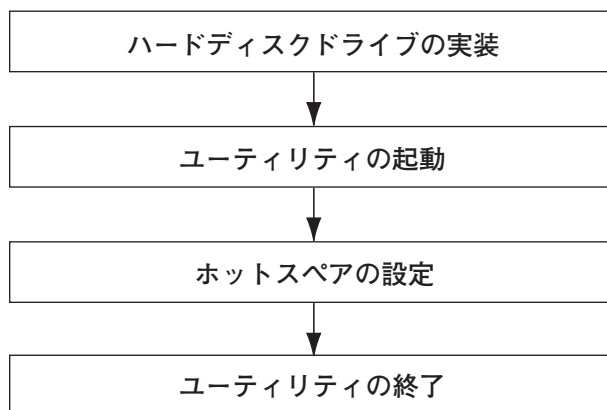 ハードディスクドライブの実装
ユーティリティの起動
ホットスペアの設定
ユーティリティの終了